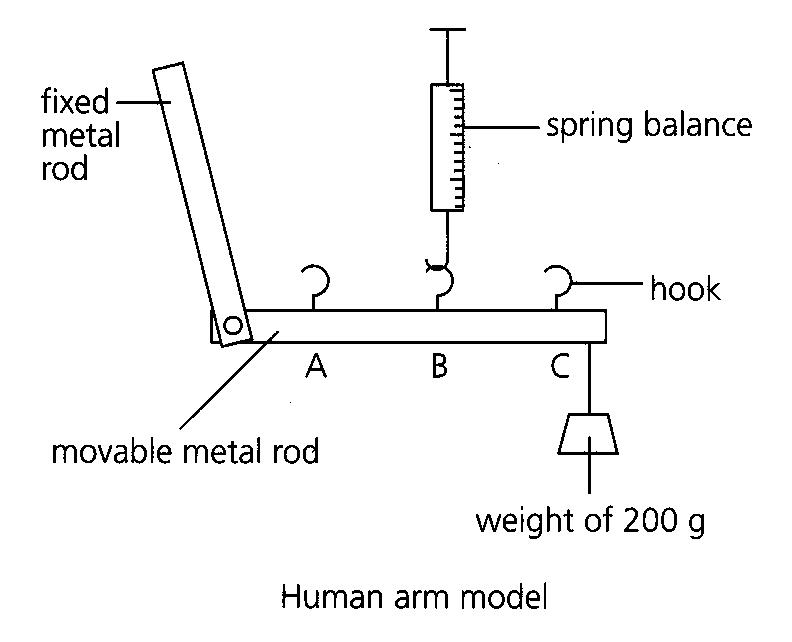 fixed
metal
rod
spring balance
hook
A B C
movable metal rod
weight of 200 g
Human arm model